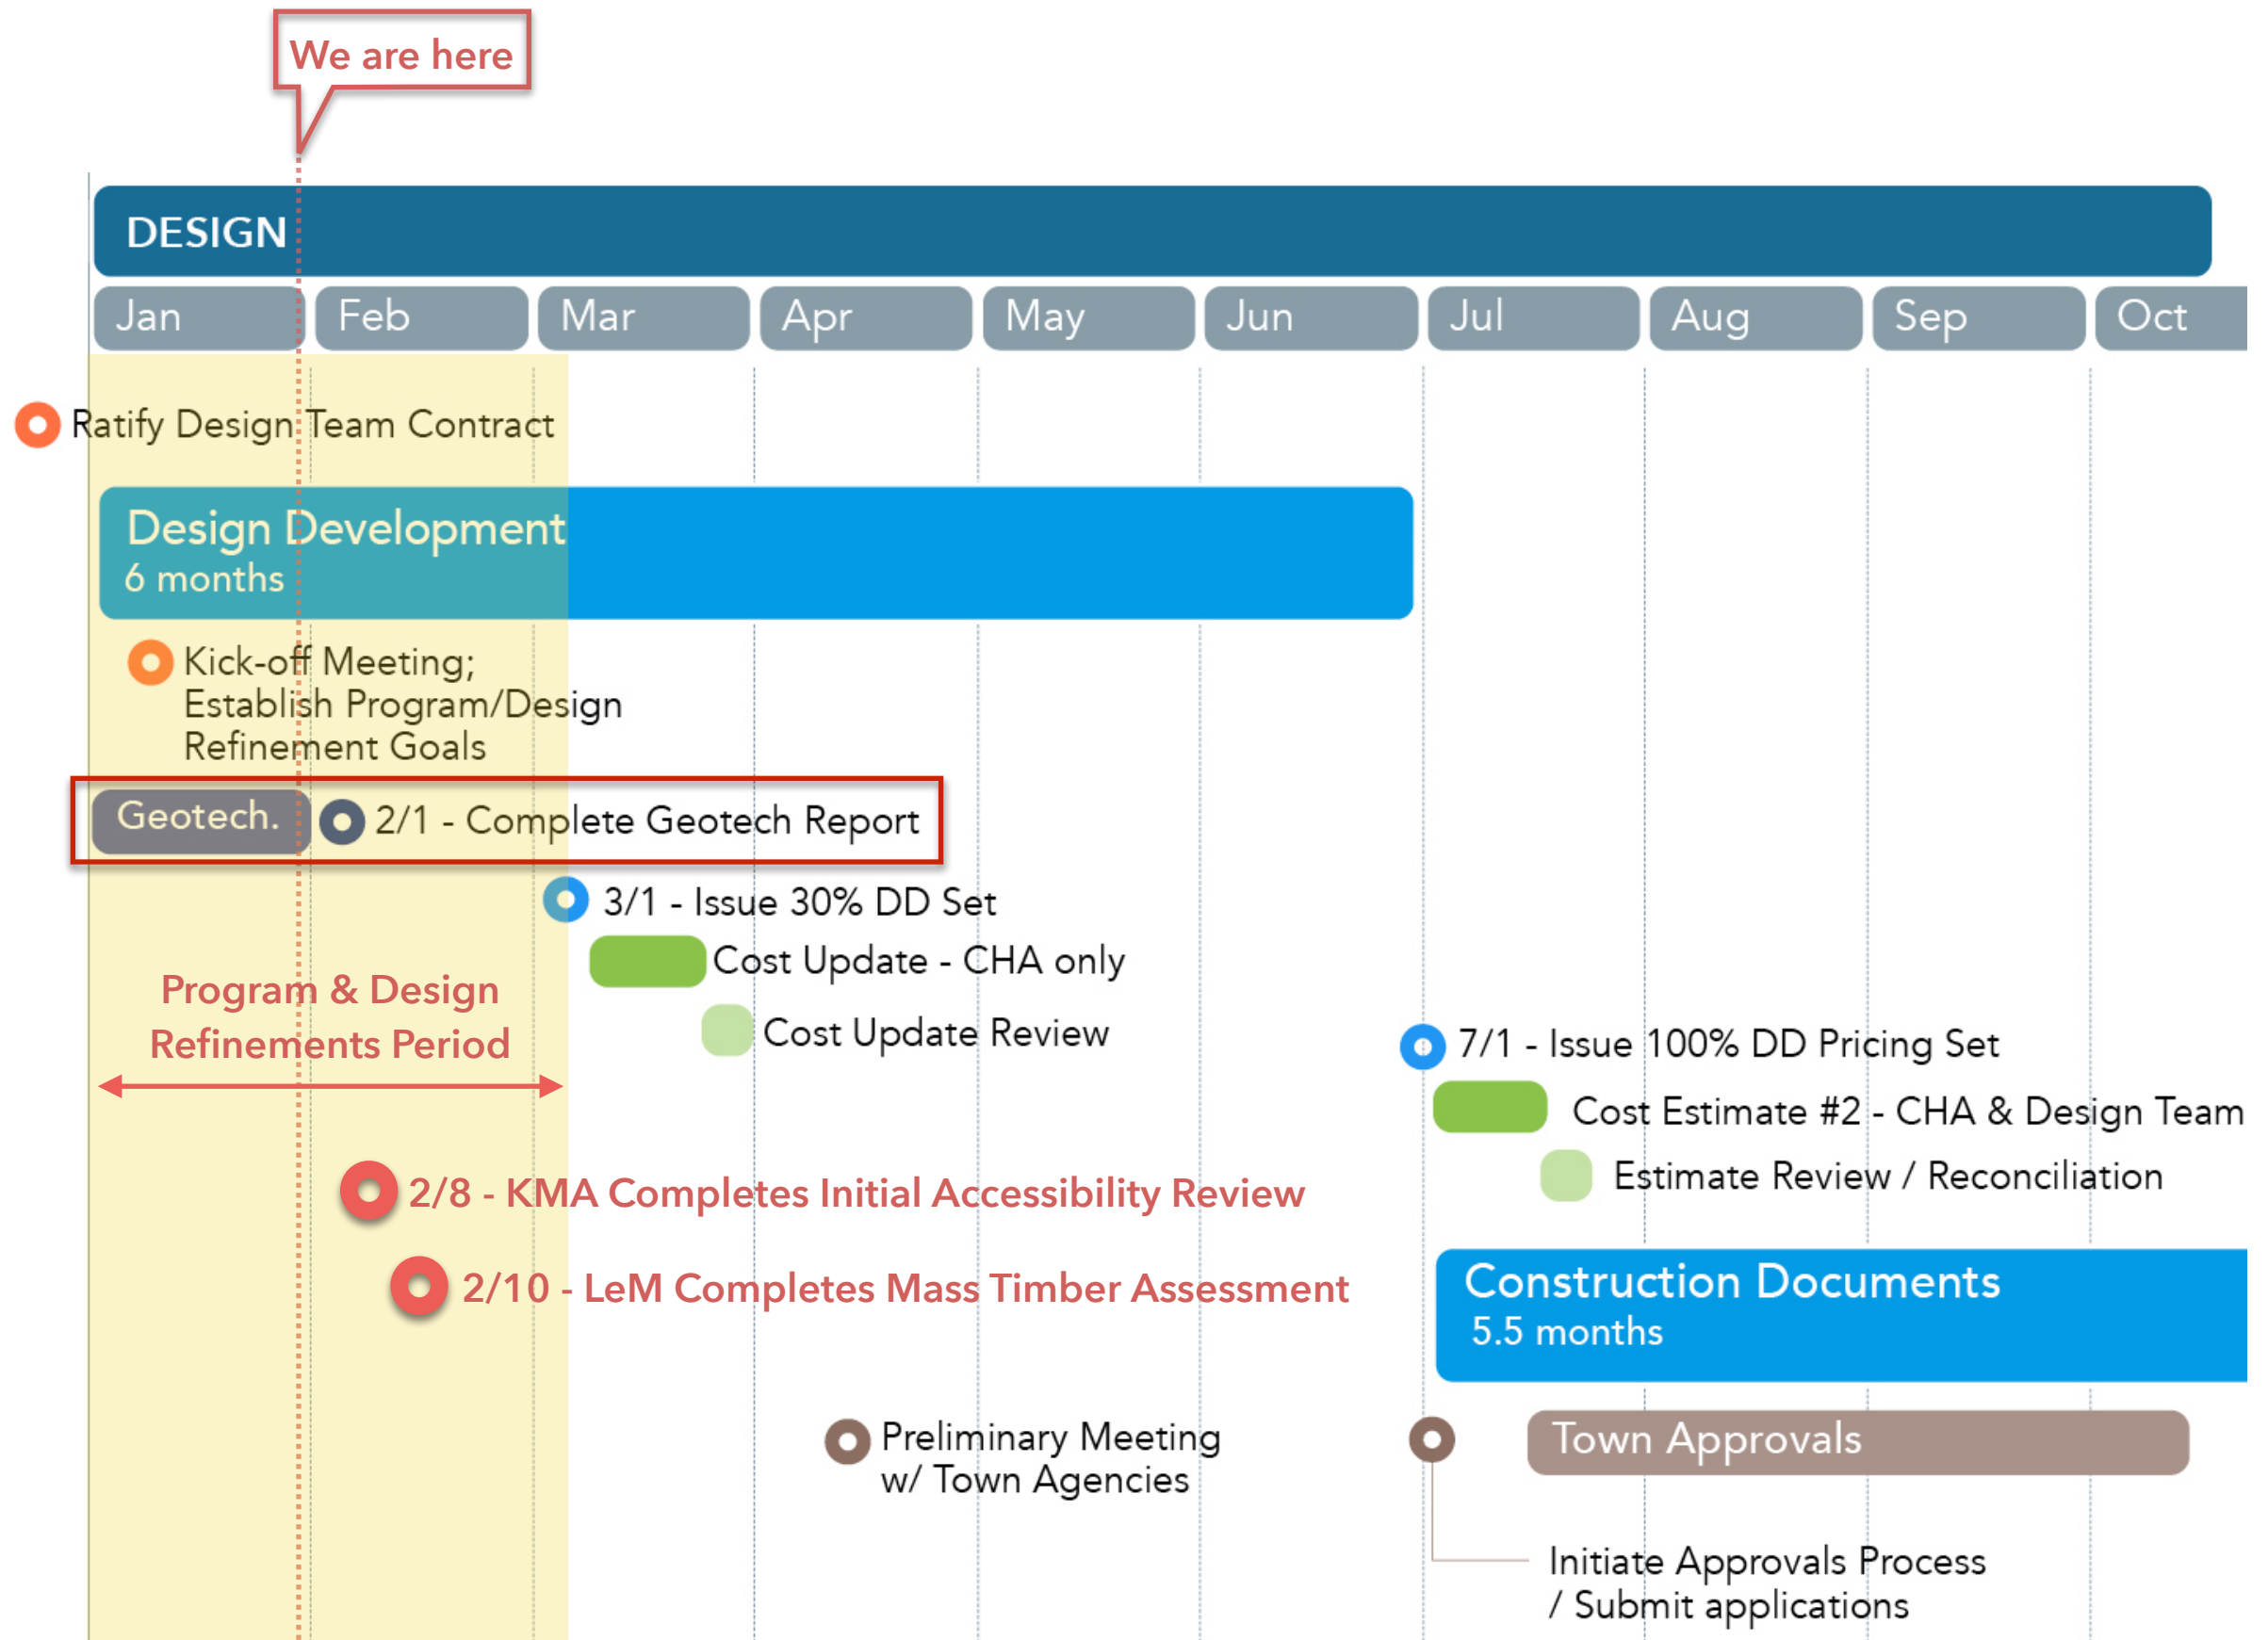 We are here
DESIGN
Jan Feb Mar Apr May Jun Jul Aug Sep Oct
Ratify Design Team Contract
Design Development
6 months
Kick-off Meeting;
Establish Program/Design
Refinement Goals
Geotech. 2/1 - Complete Geotech Report
3/1 - Issue 30% DD Set
Cost Update - CHA only
Program & Design
Refinements Period
Cost Update Review
7/1 - Issue 100% DD Pricing Set
Cost Estimate #2 - CHA & Design Team
Estimate Review / Reconciliation
2/8 - KMA Completes Initial Accessibility Review
2/10 - LeM Completes Mass Timber Assessment
Construction Documents
5.5 months
Preliminary Meeting
w/ Town Agencies
Town Approvals
Initiate Approvals Process
/ Submit applications